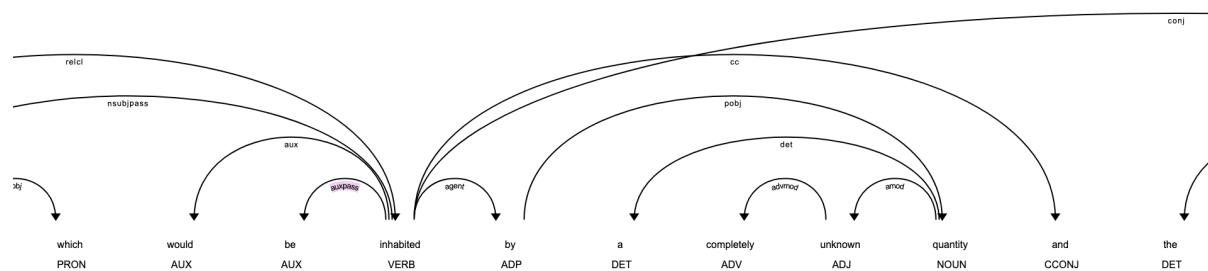 conj
relcl
cc
nsubjpass
pobj
aux
det
auxpass
agent
advmod
amod
which would be inhabited by a completely unknown quantity and the
PRON AUX AUX VERB ADP DET ADV ADJ NOUN CCONJ DET